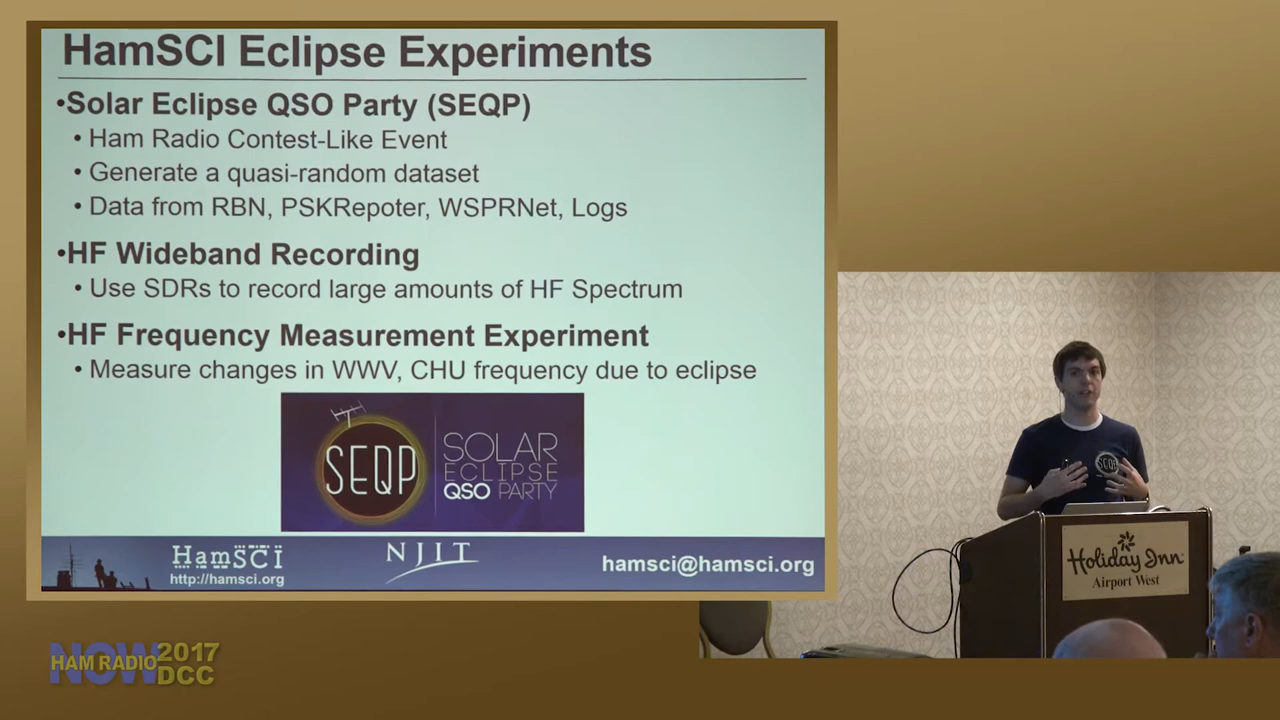 HamSCI Eclipse Experiments
•Solar Eclipse QSO Party (SEQP)
• Ham Radio Contest-Like Event
• Generate a quasi-random dataset
• Data from RBN, PSKRepoter, WSPRNet, Logs
•HF Wideband Recording
• Use SDRs to record large amounts of HF Spectrum
•HF Frequency Measurement Experiment
• Measure changes in WWV, CHU frequency due to eclipse
SEQP
SOLAR
ECLIPSE
QSO PARTY
HamSCI
http://hamsci.org
NJIT
hamsci@hamsci.org
SEQP
Holiday Inn
Airport West
NOW
HAM RADIO
2017
DCC